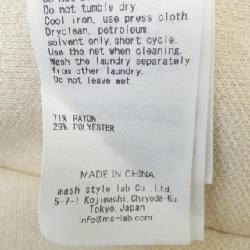 Do not tumble dry.
Cool iron, use press cloth.
Dryclean, petroleum
solvent only, short cycle.
Use the net when cleaning.
Wash the laundry separately
from other laundry.
Do not leave wet
71% RAYON
29% POLYESTER
MADE IN CHINA
mash style lab Co.,Ltd.
5-7-1 Kojimachi, Chiyoda-Ku
Tokyo, Japan
info@ms-lab.com